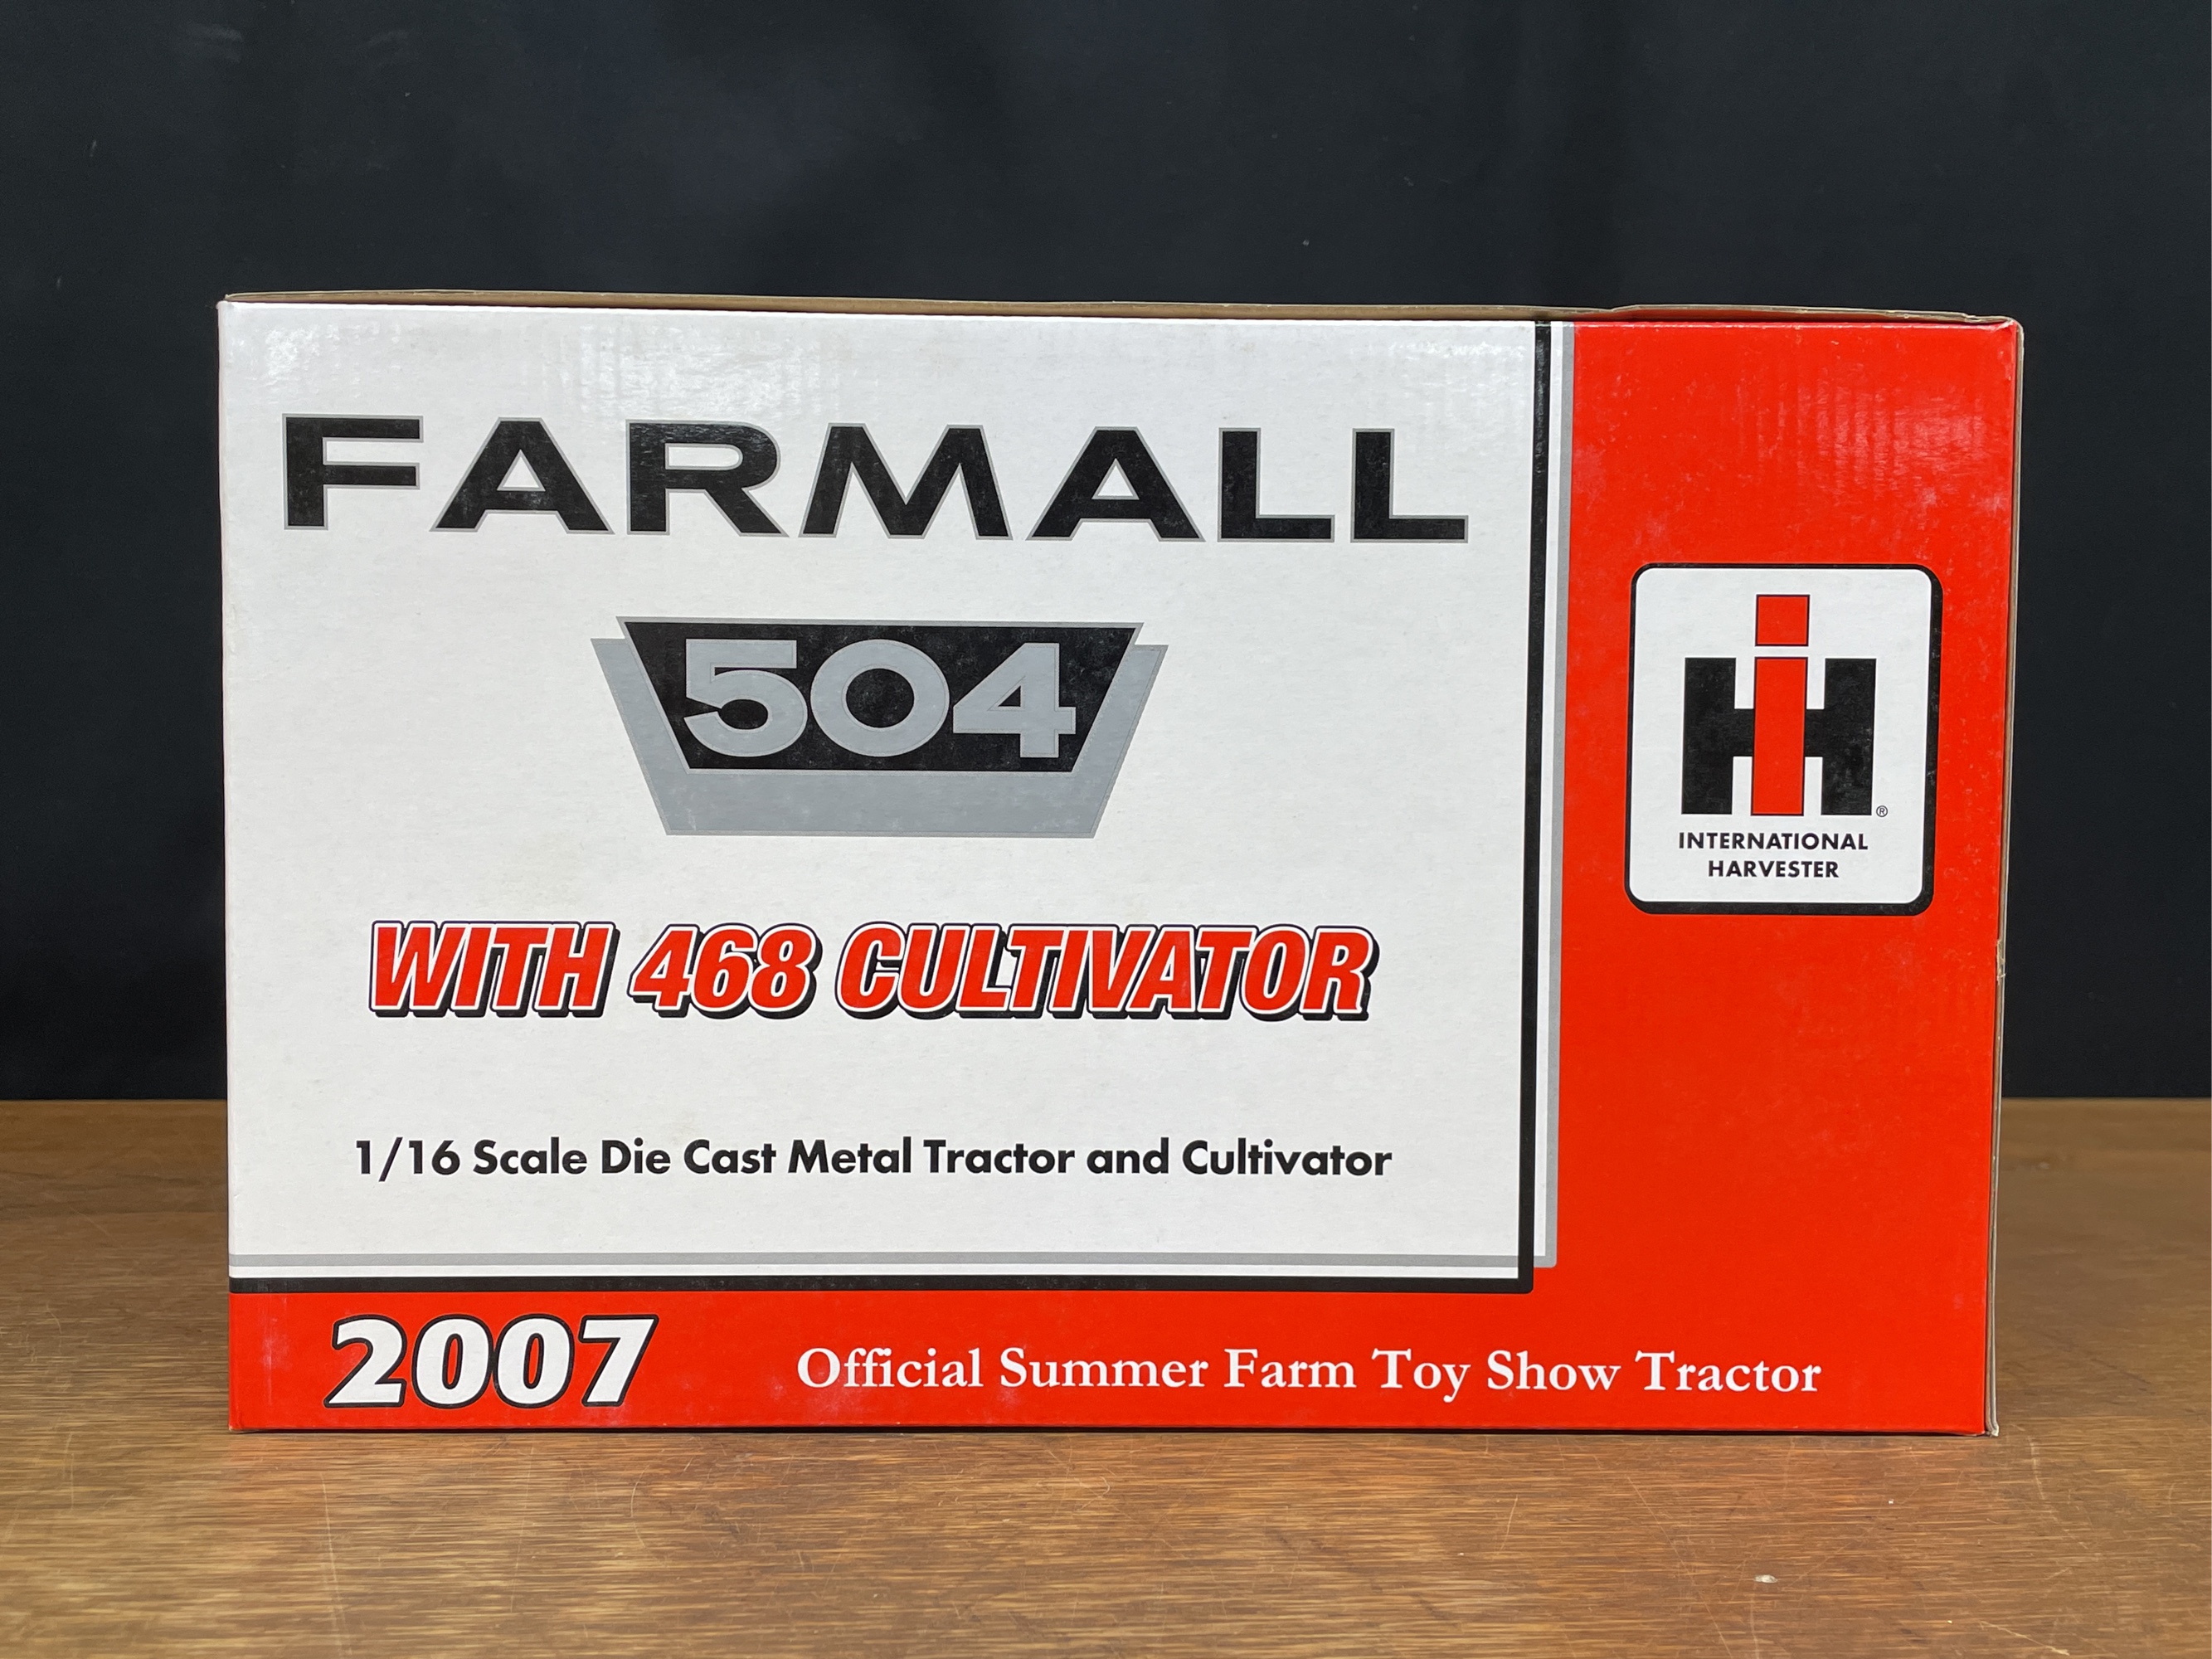 FARMALL
504
WITH 468 CULTIVATOR
1/16 Scale Die Cast Metal Tractor and Cultivator
2007 Official Summer Farm Toy Show Tractor
IH®
INTERNATIONAL
HARVESTER